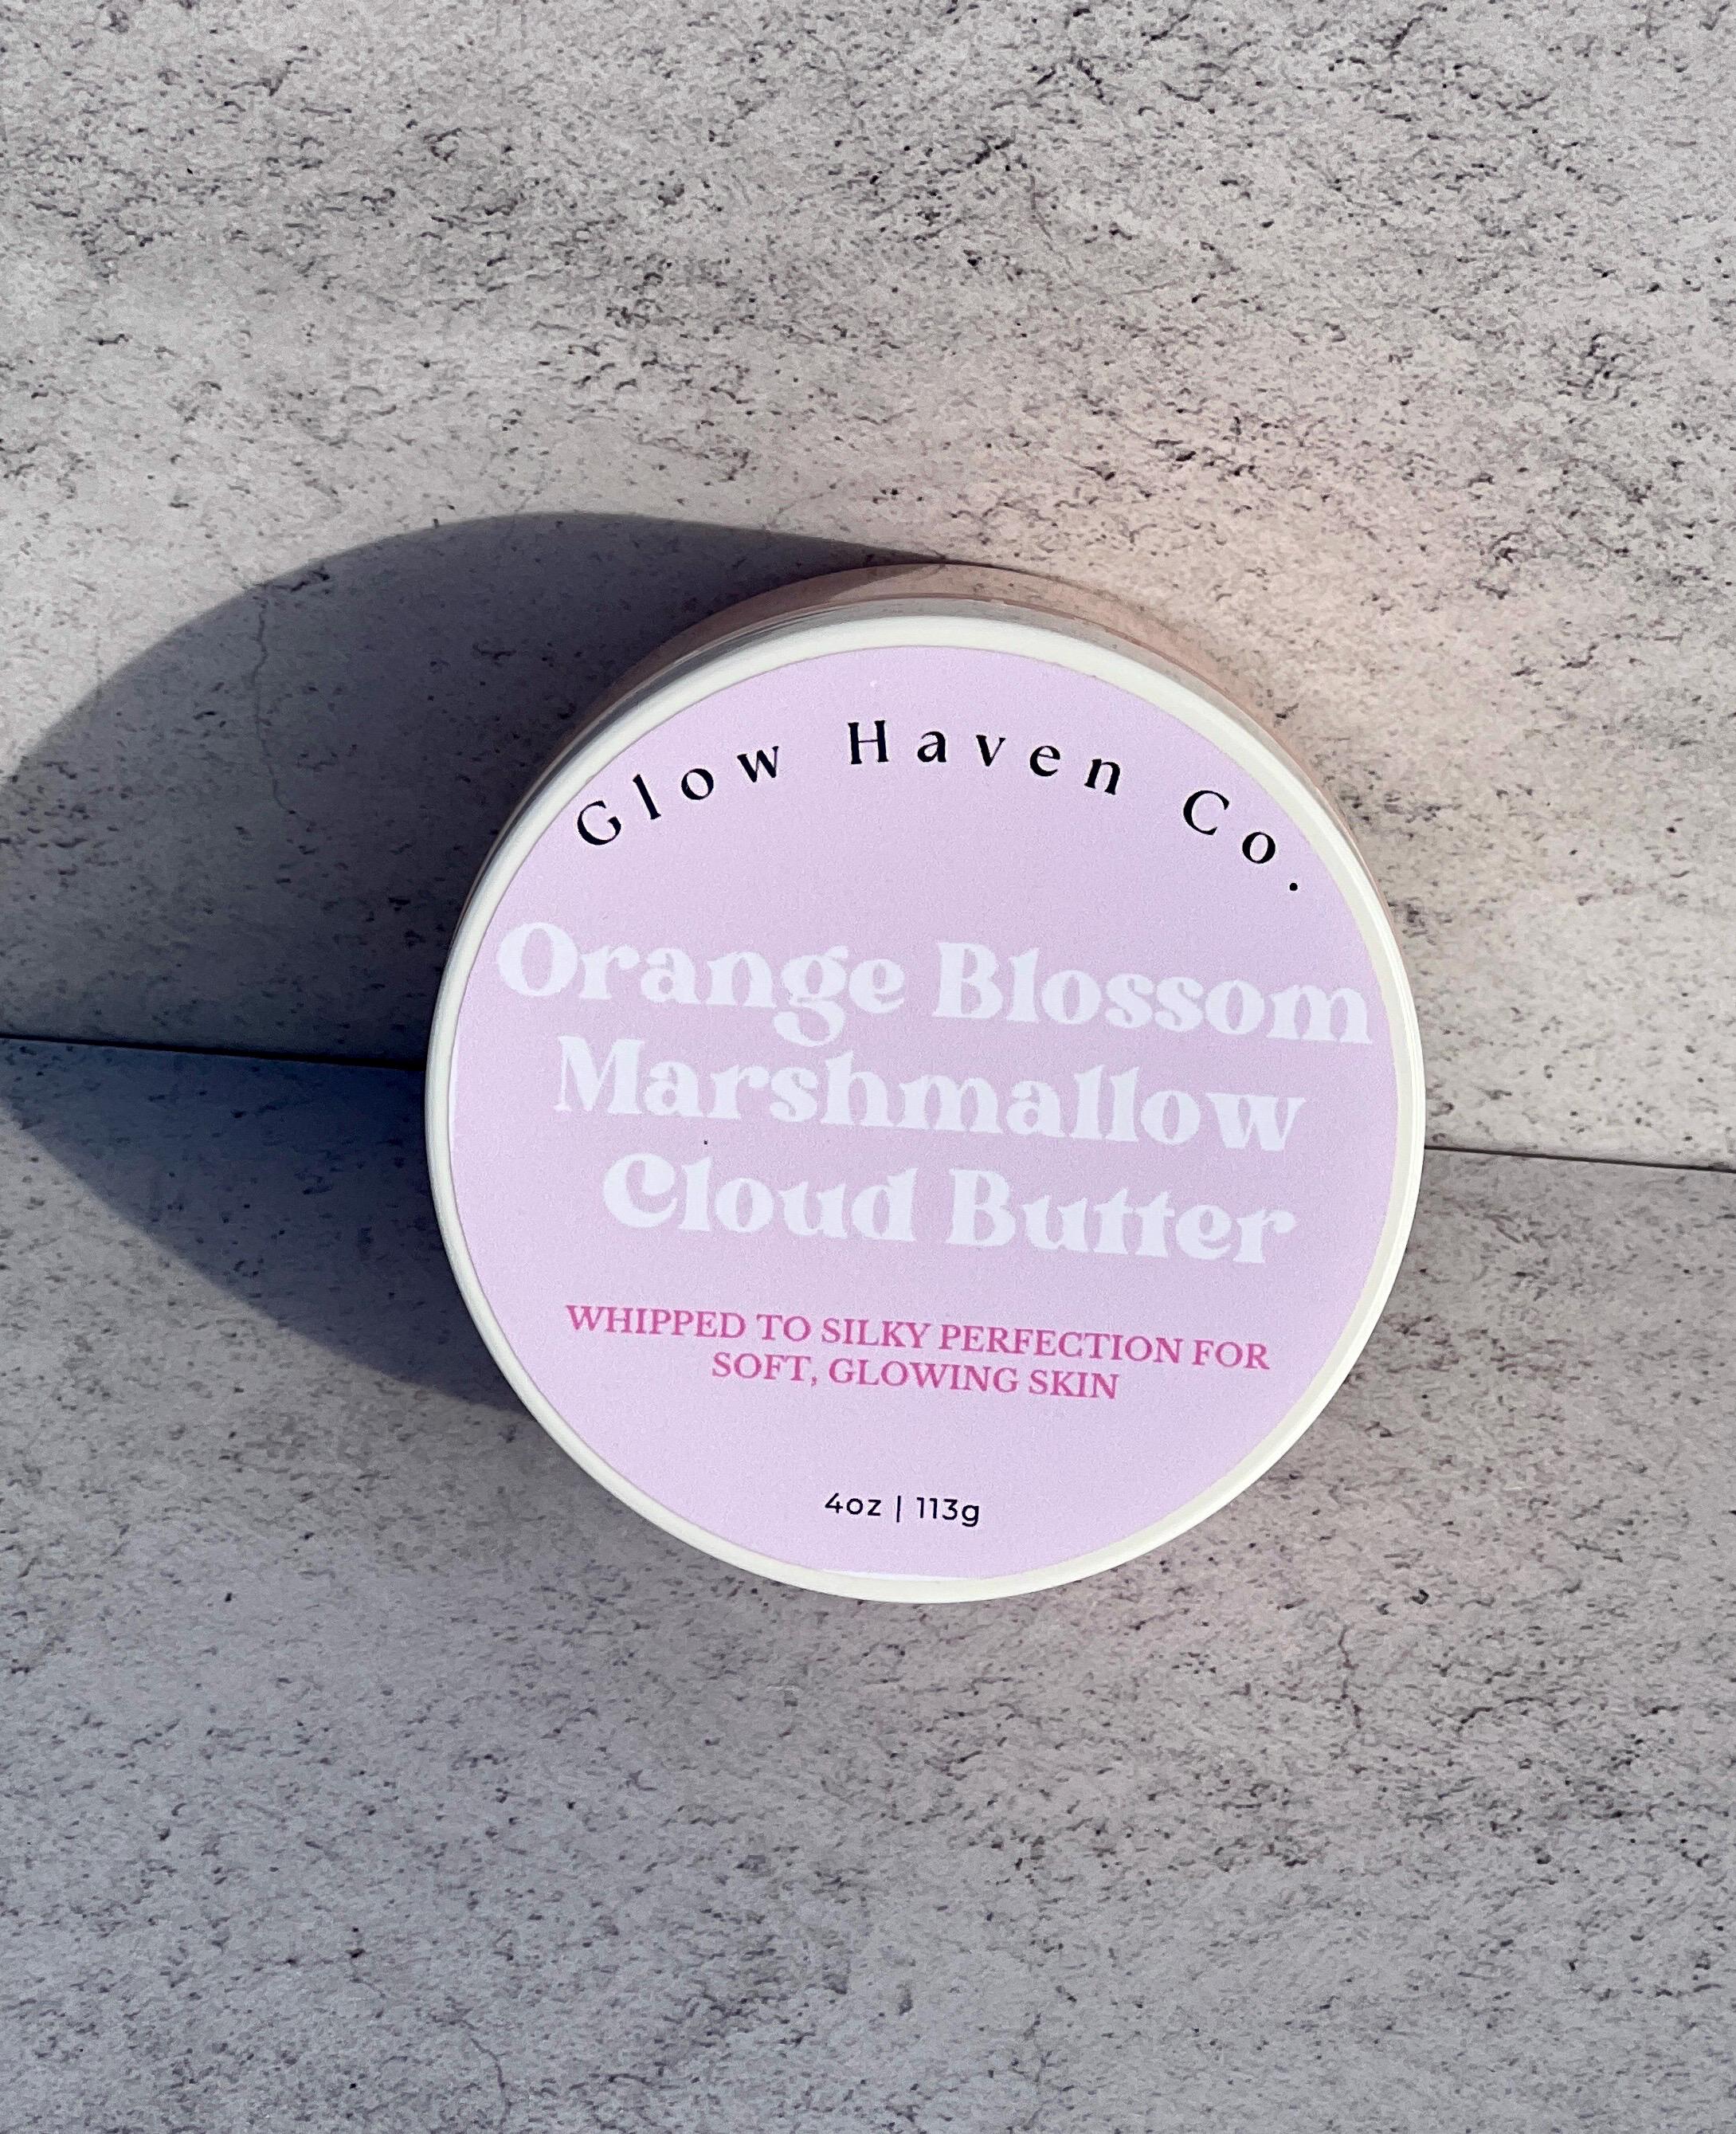 Glow Haven Co.
Orange Blossom
Marshmallow
Cloud Butter
WHIPPED TO SILKY PERFECTION FOR
SOFT, GLOWING SKIN
4oz | 113g